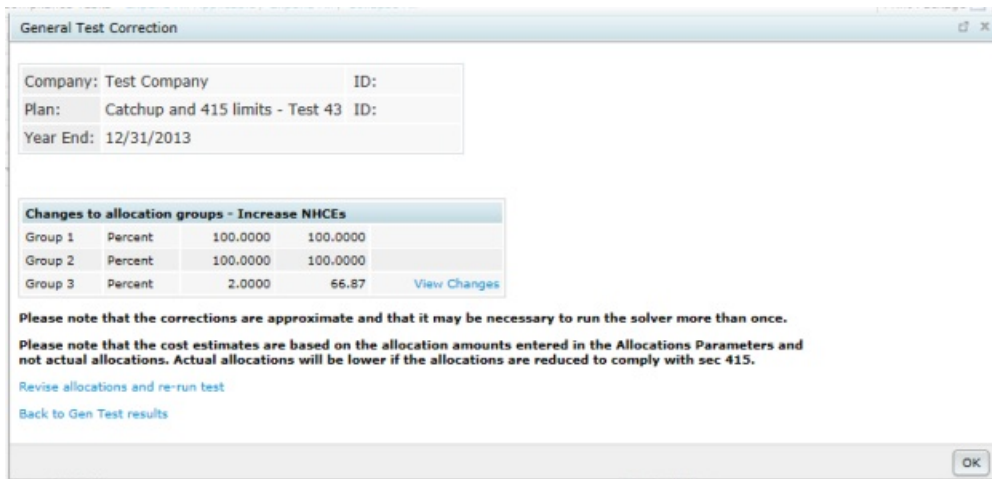 General Test Correction
Company: Test Company ID:
Plan: Catchup and 415 limits - Test 43 ID:
Year End: 12/31/2013
Changes to allocation groups - Increase NHCEs
Group 1 Percent 100.0000 100.0000
Group 2 Percent 100.0000 100.0000
Group 3 Percent 2.0000 66.87 View Changes
Please note that the corrections are approximate and that it may be necessary to run the solver more than once.
Please note that the cost estimates are based on the allocation amounts entered in the Allocations Parameters and
not actual allocations. Actual allocations will be lower if the allocations are reduced to comply with sec 415.
Revise allocations and re-run test
Back to Gen Test results
OK